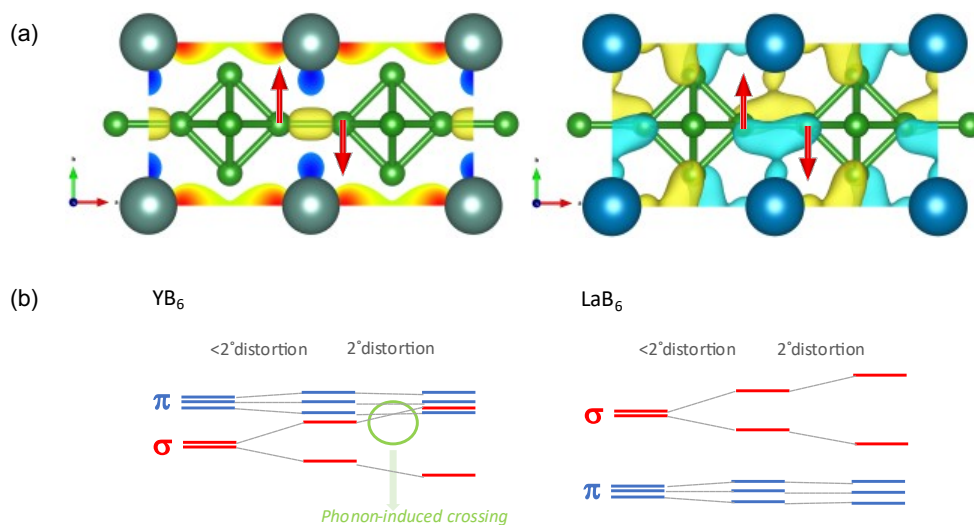 (a)
b
a
b
a
(b)
YB₆
LaB₆
<2°distortion 2°distortion
<2°distortion 2°distortion
π
σ
σ
π
Phonon-induced crossing